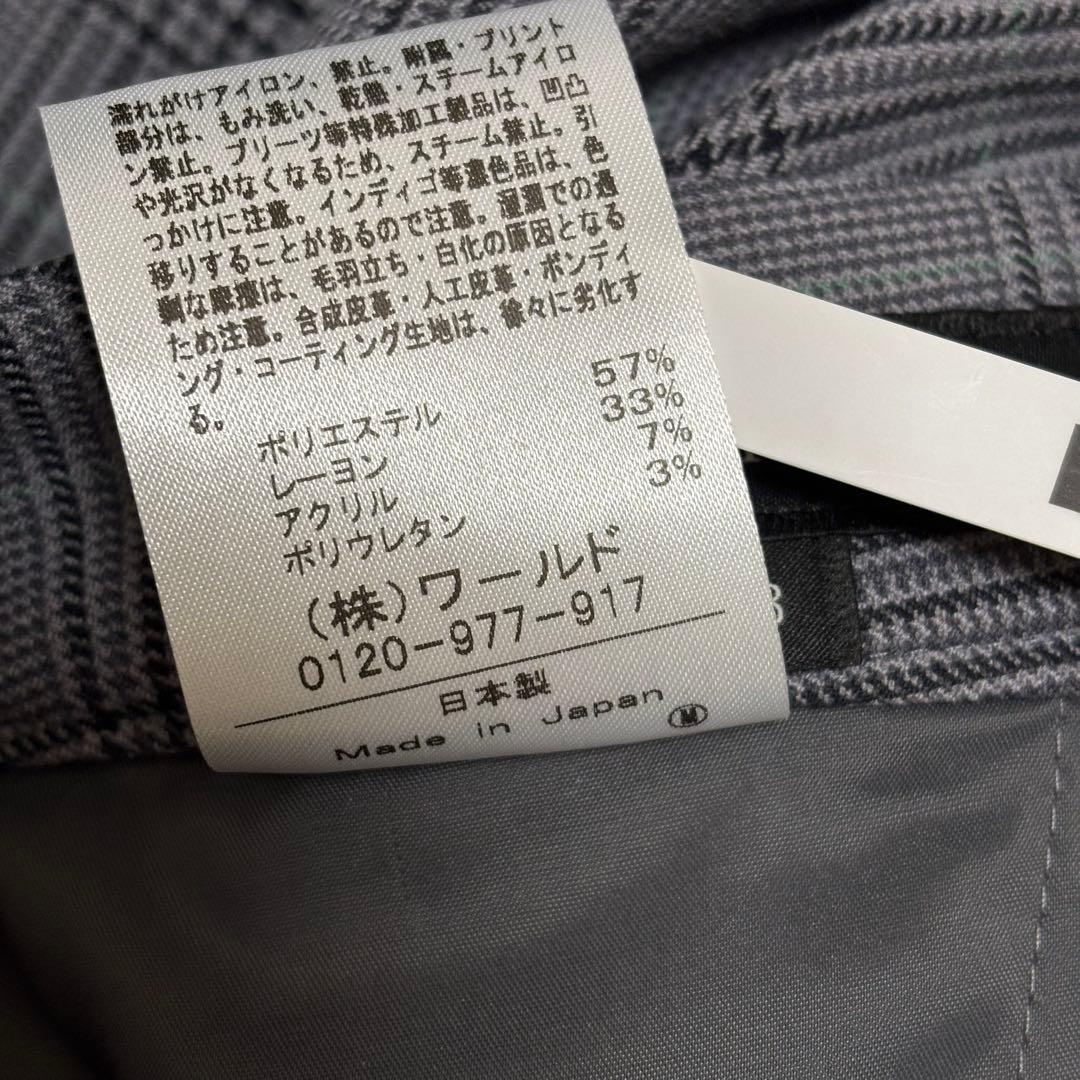 濡れがけアイロン、禁止。附属・プリント
部分は、もみ洗い、乾燥・スチームアイロ
ン禁止。プリーツ等特殊加工製品は、凹凸
や光沢がなくなるため、スチーム禁止。引
っかけに注意。インディゴ等濃色品は、色
移りすることがあるので注意。湿潤での過
剰な摩擦は、毛羽立ち・白化の原因となる
ため注意。合成皮革・人工皮革・ボンディ
ング・コーティング生地は、徐々に劣化す
る。
ポリエステル 57%
レーヨン 33%
アクリル 7%
ポリウレタン 3%
(株)ワールド
0120-977-917
日本製
Made in Japan Ⓜ